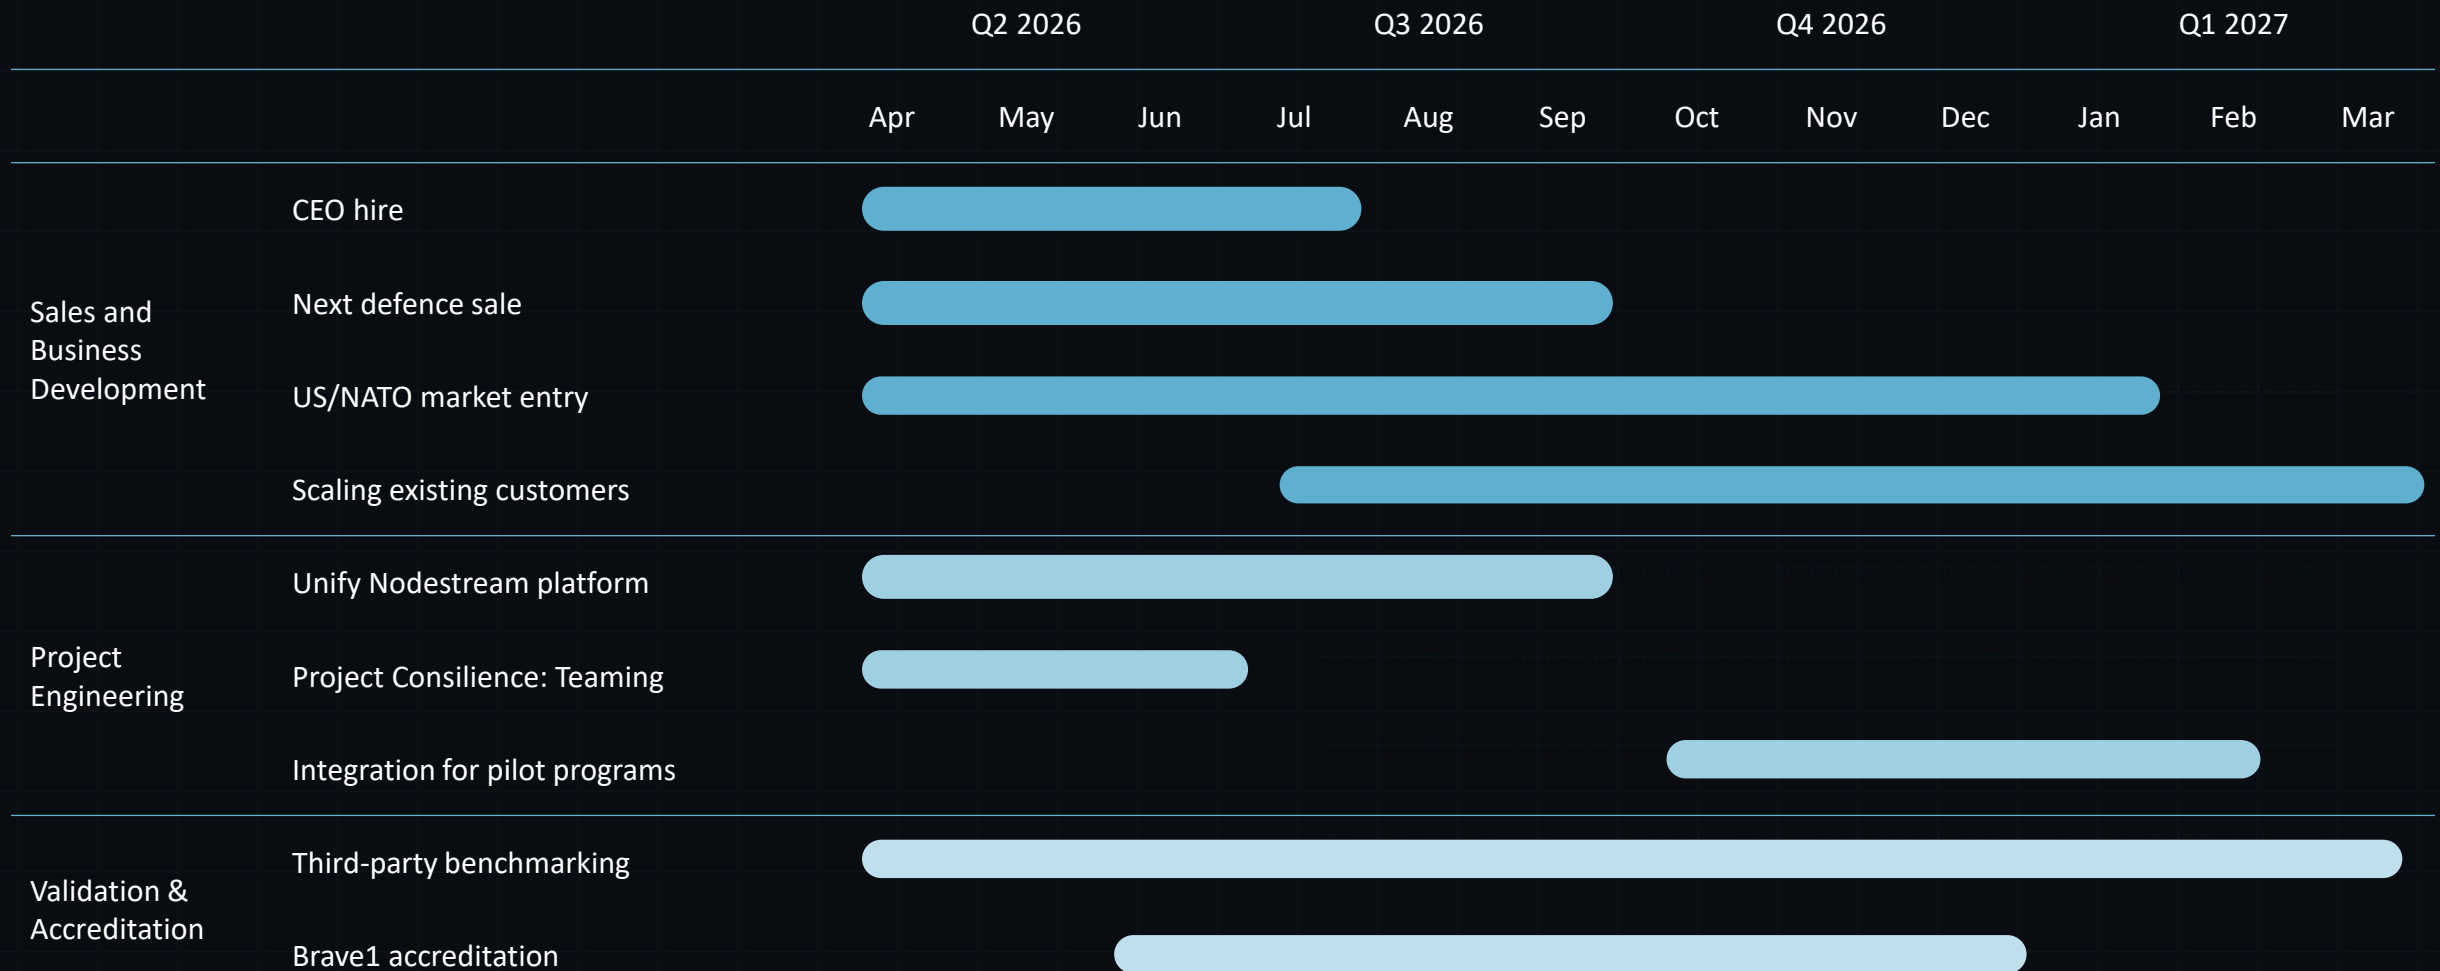 Q2 2026 Q3 2026 Q4 2026 Q1 2027
Apr May Jun Jul Aug Sep Oct Nov Dec Jan Feb Mar
Sales and
Business
Development
CEO hire
Next defence sale
US/NATO market entry
Scaling existing customers
Project
Engineering
Unify Nodestream platform
Project Consilience: Teaming
Integration for pilot programs
Validation &
Accreditation
Third-party benchmarking
Brave1 accreditation